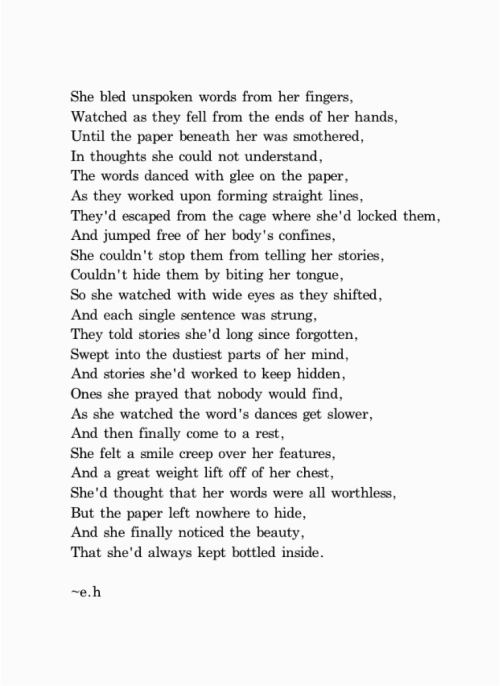 She bled unspoken words from her fingers,
Watched as they fell from the ends of her hands,
Until the paper beneath her was smothered,
In thoughts she could not understand,
The words danced with glee on the paper,
As they worked upon forming straight lines,
They'd escaped from the cage where she'd locked them,
And jumped free of her body's confines,
She couldn't stop them from telling her stories,
Couldn't hide them by biting her tongue,
So she watched with wide eyes as they shifted,
And each single sentence was strung,
They told stories she'd long since forgotten,
Swept into the dustiest parts of her mind,
And stories she'd worked to keep hidden,
Ones she prayed that nobody would find,
As she watched the word's dances get slower,
And then finally come to a rest,
She felt a smile creep over her features,
And a great weight lift off of her chest,
She'd thought that her words were all worthless,
But the paper left nowhere to hide,
And she finally noticed the beauty,
That she'd always kept bottled inside.
~e.h